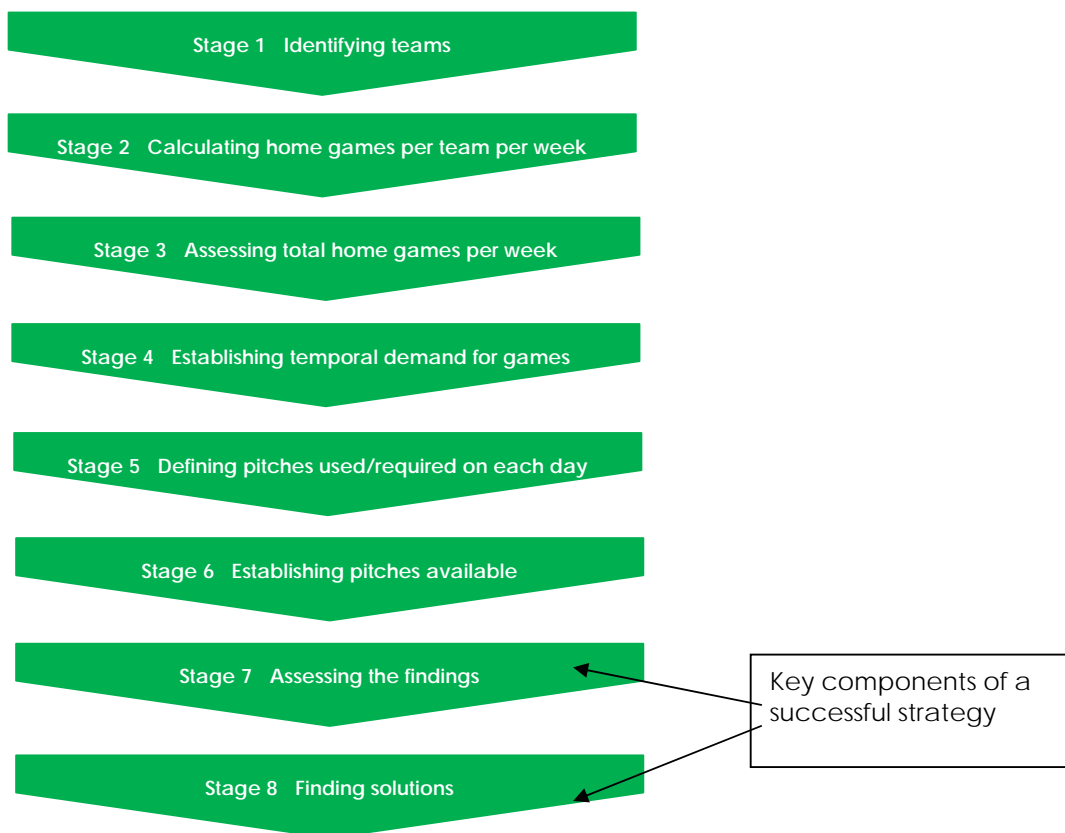 Stage 1 Identifying teams
Stage 2 Calculating home games per team per week
Stage 3 Assessing total home games per week
Stage 4 Establishing temporal demand for games
Stage 5 Defining pitches used/required on each day
Stage 6 Establishing pitches available
Stage 7 Assessing the findings
Key components of a
successful strategy
Stage 8 Finding solutions